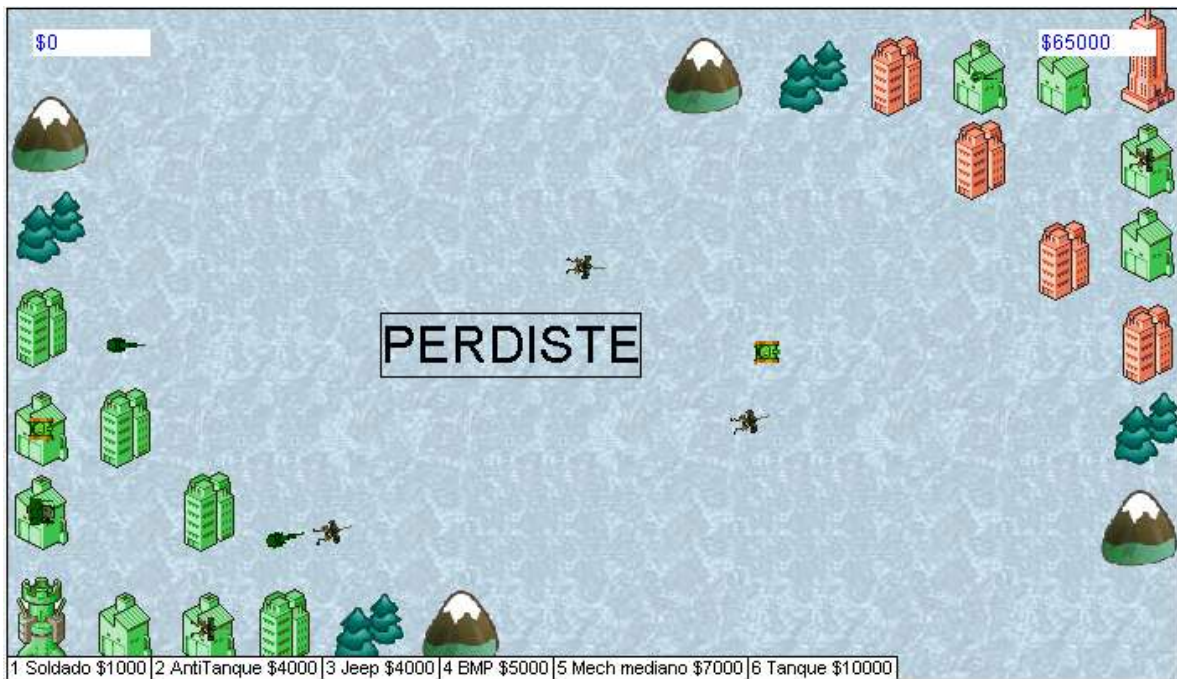 $0
$65000
PERDISTE
1 Soldado $1000 2 AntiTanque $4000 3 Jeep $4000 4 BMP $5000 5 Mech mediano $7000 6 Tanque $10000